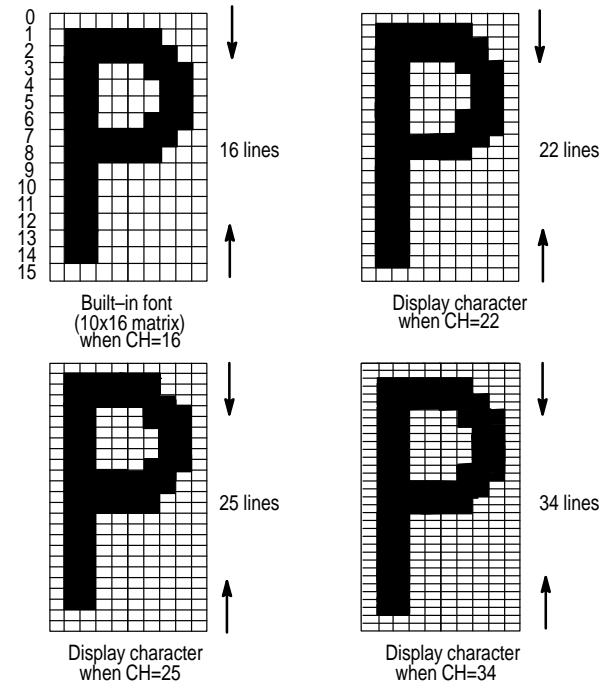 0
1
2
3
4
5
6
7
8
9
10
11
12
13
14
15
16 lines
Built–in font
(10x16 matrix)
when CH=16
22 lines
Display character
when CH=22
25 lines
Display character
when CH=25
34 lines
Display character
when CH=34